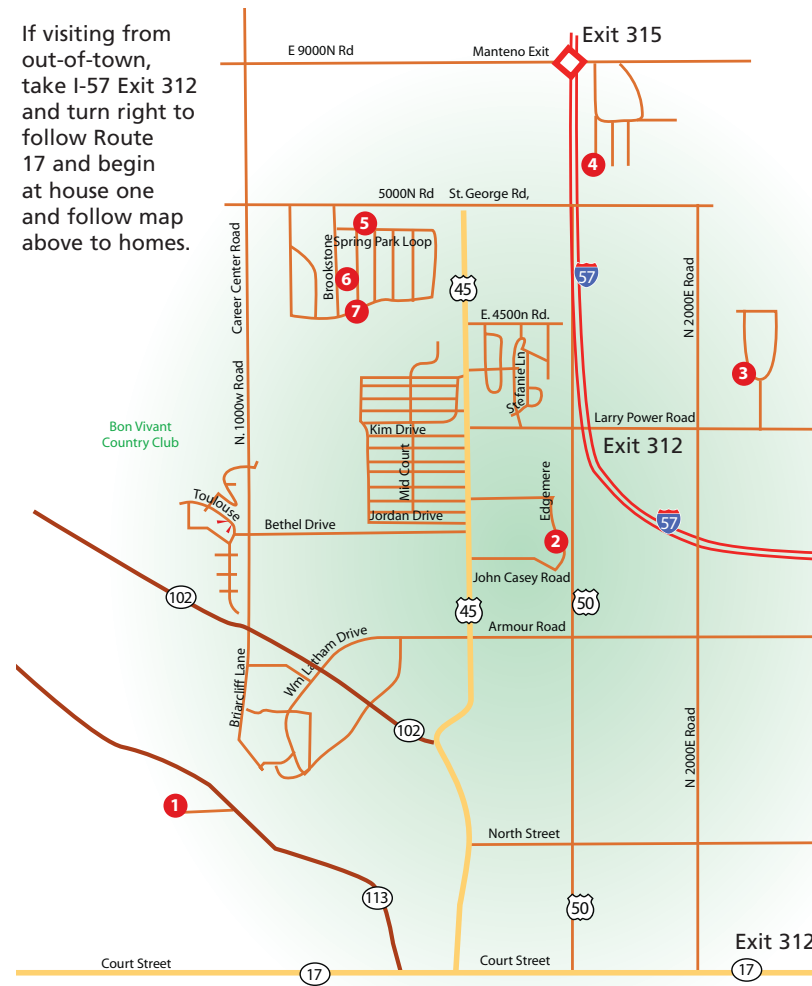 If visiting from
out-of-town,
take I-57 Exit 312
and turn right to
follow Route
17 and begin
at house one
and follow map
above to homes.
Exit 315
E 9000N Rd
Manteno Exit
4
5000N Rd
St. George Rd,
5
Spring Park Loop
Brookstone
6
7
Career Center Road
45
57
N 2000E Road
E. 4500n Rd.
Stefanie Ln
3
N. 1000w Road
Larry Power Road
Bon Vivant
Country Club
Kim Drive
Mid Court
Exit 312
Toulouse
Jordan Drive
Bethel Drive
Edgemere
57
2
John Casey Road
102
45
50
Armour Road
Wm Latham Drive
Briarcliff Lane
102
N 2000E Road
1
North Street
113
50
Exit 312
Court Street
17
Court Street
17